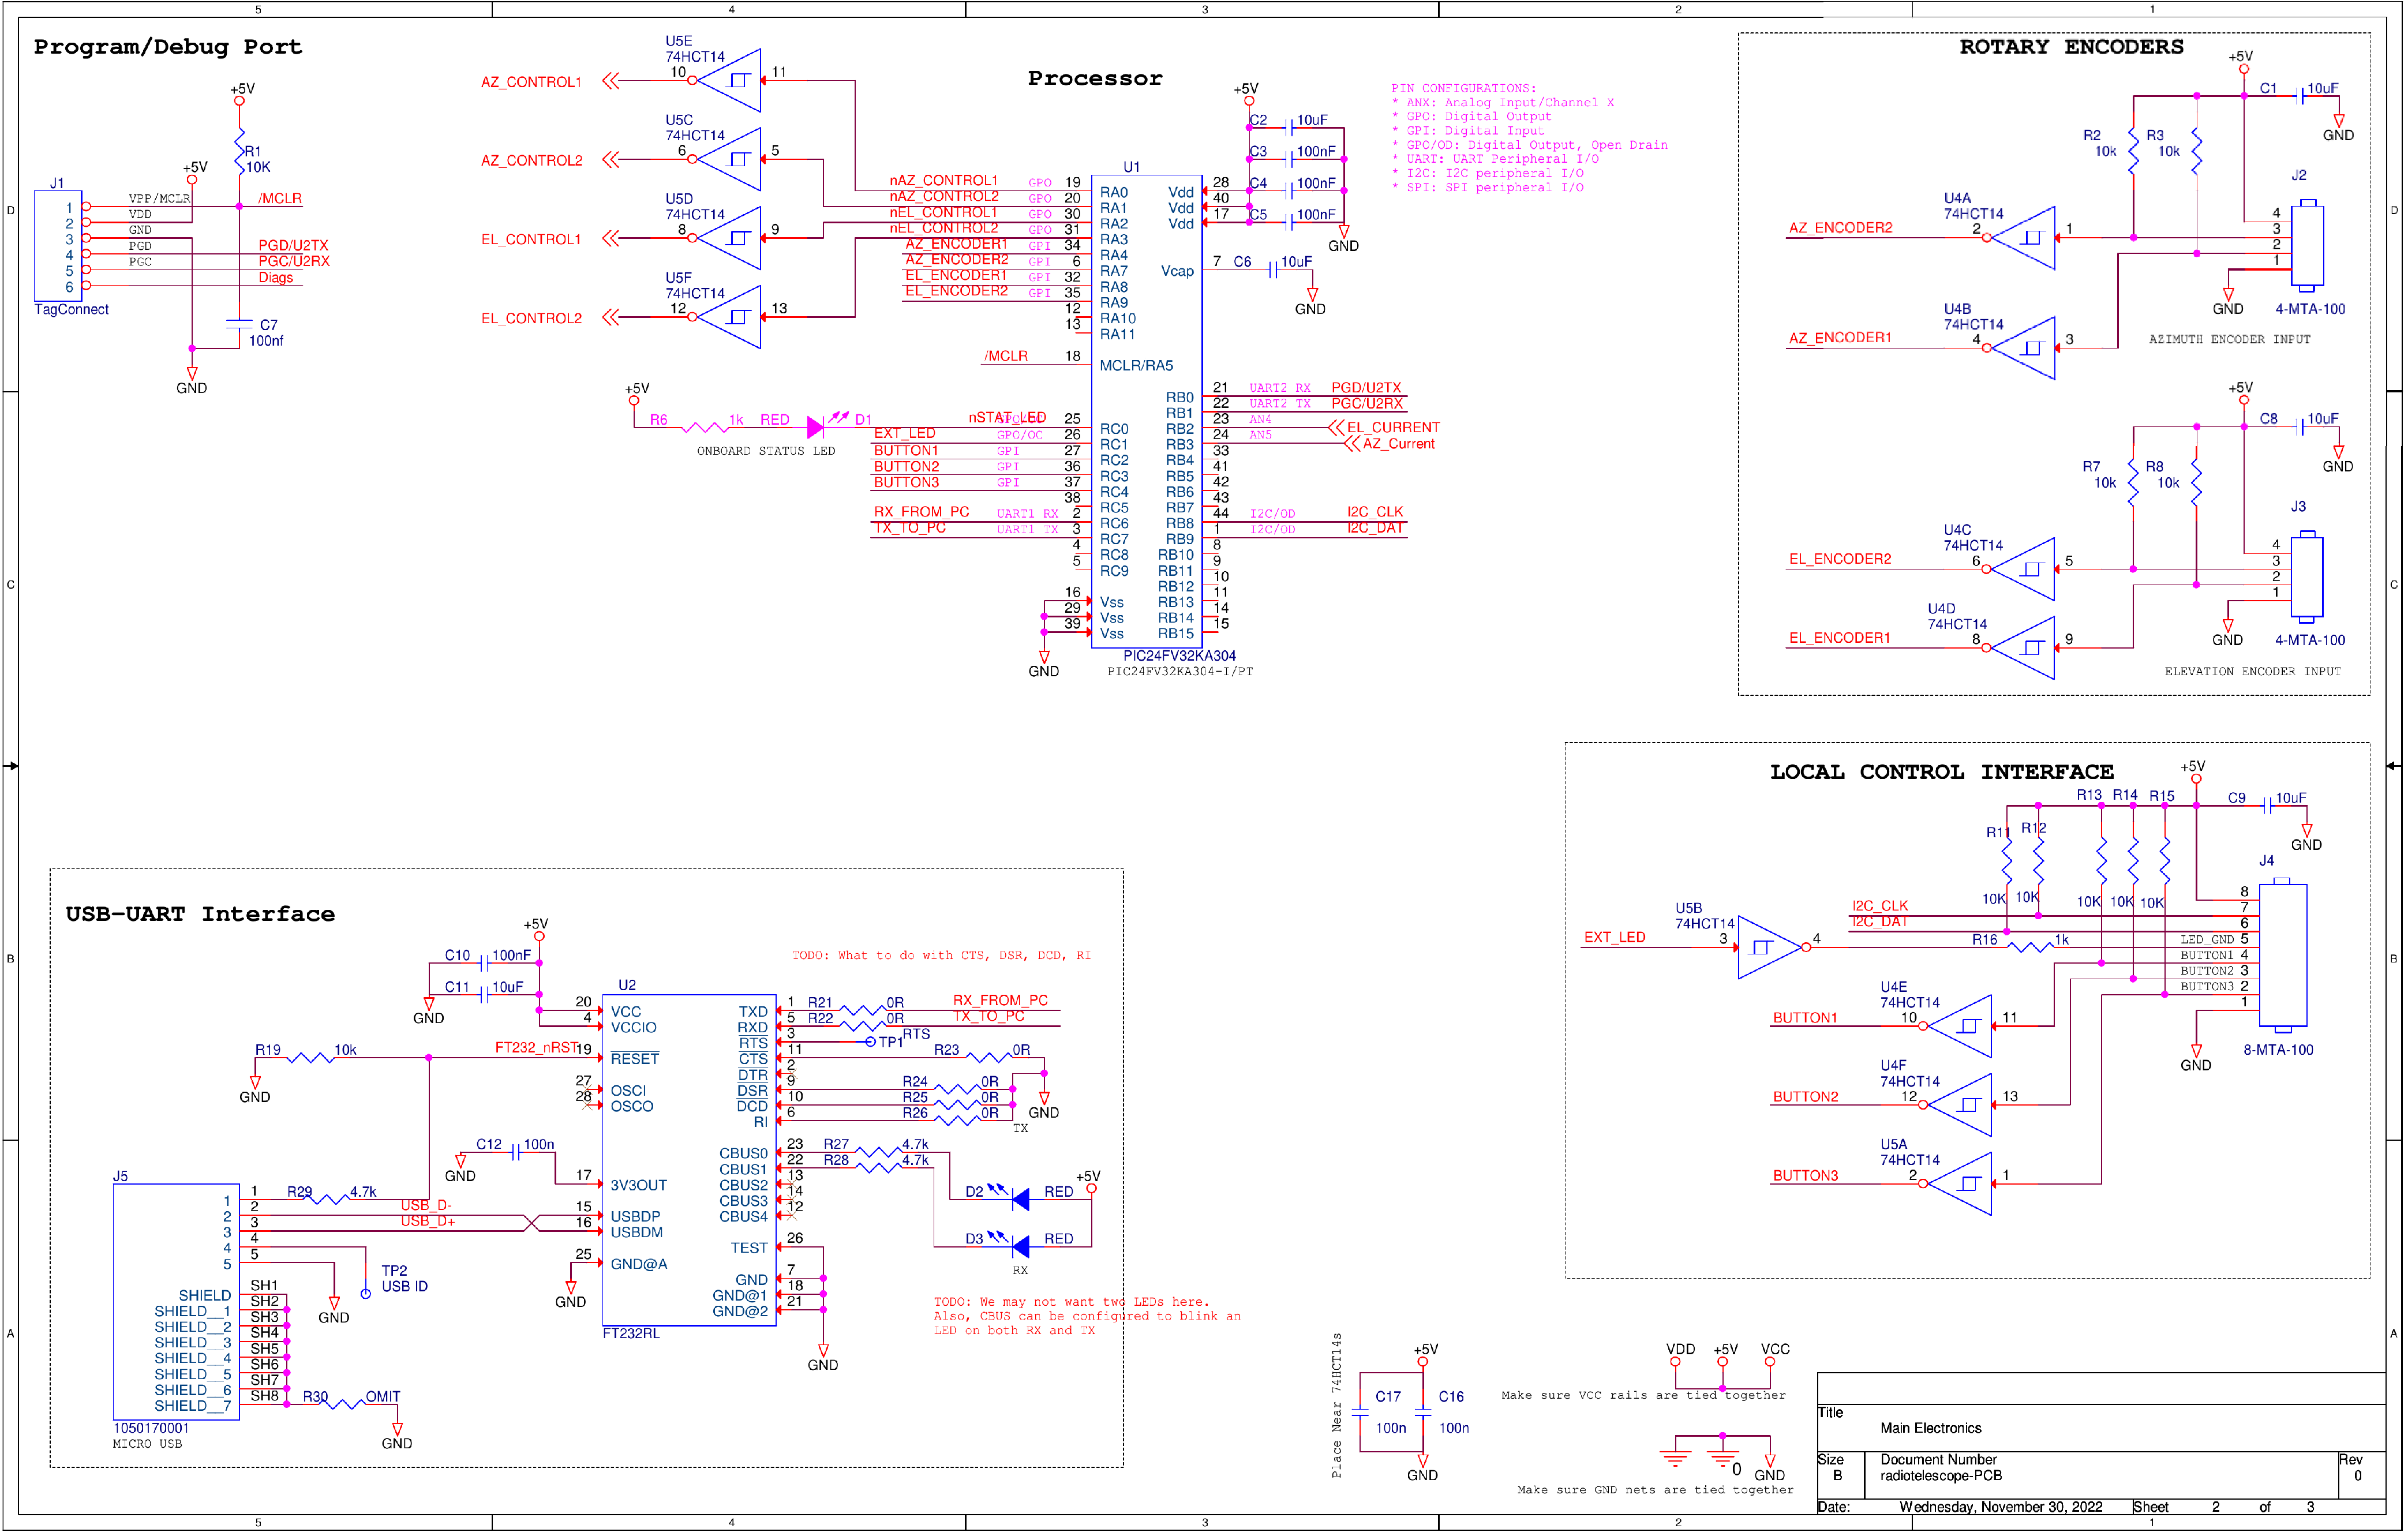 5 4 3 2 1
Program/Debug Port
+5V
R1
10K
+5V
J1
1 VPP/MCLR /MCLR
2 VDD
3 GND
4 PGD PGD/U2TX
5 PGC PGC/U2RX
6 Diags
TagConnect
C7
100nf
GND
U5E
74HCT14
AZ_CONTROL1 10 11
U5C
74HCT14
AZ_CONTROL2 6 5
U5D
74HCT14
EL_CONTROL1 8 9
U5F
74HCT14
EL_CONTROL2 12 13
Processor
+5V
C2 10uF
C3 100nF
C4 100nF
C5 100nF
GND
C6 10uF
GND
PIN CONFIGURATIONS:
* ANX: Analog Input/Channel X
* GPO: Digital Output
* GPI: Digital Input
* GPO/OD: Digital Output, Open Drain
* UART: UART Peripheral I/O
* I2C: I2C peripheral I/O
* SPI: SPI peripheral I/O
U1
nAZ_CONTROL1 GPO 19 RA0
nAZ_CONTROL2 GPO 20 RA1
nEL_CONTROL1 GPO 30 RA2
nEL_CONTROL2 GPO 31 RA3
AZ_ENCODER1 GPI 34 RA4
AZ_ENCODER2 GPI 6 RA7
EL_ENCODER1 GPI 32 RA8
EL_ENCODER2 GPI 35 RA9
12 RA10
13 RA11
/MCLR 18 MCLR/RA5
nSTAT_LED 25 RC0
EXT_LED GPO/OC 26 RC1
BUTTON1 GPI 27 RC2
BUTTON2 GPI 36 RC3
BUTTON3 GPI 37 RC4
38 RC5
RX_FROM_PC UART1 RX 2 RC6
TX_TO_PC UART1 TX 3 RC7
4 RC8
5 RC9
16 Vss
29 Vss
39 Vss
GND
Vdd 28
Vdd 40
Vdd 17
Vcap 7
RB0 21 UART2 RX PGD/U2TX
RB1 22 UART2 TX PGC/U2RX
RB2 23 AN4 EL_CURRENT
RB3 24 AN5 AZ_Current
RB4 33
RB5 41
RB6 42
RB7 43
RB8 44 I2C/OD I2C_CLK
RB9 1 I2C/OD I2C_DAT
RB10 8
RB11 9
RB12 10
RB13 11
RB14 14
RB15 15
PIC24FV32KA304
PIC24FV32KA304-I/PT
+5V
R6 1k RED D1
ONBOARD STATUS LED
ROTARY ENCODERS
+5V
C1 10uF
GND
R2 R3
10k 10k
J2
4
3
2
1
GND
4-MTA-100
U4A
74HCT14
AZ_ENCODER2 2 1
U4B
74HCT14
AZ_ENCODER1 4 3
AZIMUTH ENCODER INPUT
+5V
C8 10uF
GND
R7 R8
10k 10k
J3
4
3
2
1
GND
4-MTA-100
U4C
74HCT14
EL_ENCODER2 6 5
U4D
74HCT14
EL_ENCODER1 8 9
ELEVATION ENCODER INPUT
LOCAL CONTROL INTERFACE
+5V
C9 10uF
GND
R11 R12 R13 R14 R15
10K 10K 10K 10K 10K
J4
8
I2C_CLK 7
I2C_DAT 6
LED_GND 5
BUTTON1 4
BUTTON2 3
BUTTON3 2
1
GND
8-MTA-100
U5B
74HCT14
EXT_LED 3 4 R16 1k
U4E
74HCT14
BUTTON1 10 11
U4F
74HCT14
BUTTON2 12 13
U5A
74HCT14
BUTTON3 2 1
USB-UART Interface
+5V
C10 100nF
C11 10uF
GND
TODO: What to do with CTS, DSR, DCD, RI
U2
20 VCC
4 VCCIO
R19 10k FT232_nRST 19 RESET
GND
27 OSCI
28 OSCO
C12 100n
GND
17 3V3OUT
15 USBDP
16 USBDM
25 GND@A
GND
FT232RL
TXD 1 R21 0R RX_FROM_PC
RXD 5 R22 0R TX_TO_PC
RTS 3 TP1 RTS
CTS 11 R23 0R
DTR 2
DSR 9 R24 0R
DCD 10 R25 0R
RI 6 R26 0R
GND
TX
CBUS0 23 R27 4.7k
CBUS1 22 R28 4.7k
CBUS2 13
CBUS3 14
CBUS4 12
+5V
D2 RED
D3 RED
RX
TEST 26
GND 7
GND@1 18
GND@2 21
GND
TODO: We may not want two LEDs here.
Also, CBUS can be configured to blink an
LED on both RX and TX
J5
1 1 R29 4.7k
2 2 USB_D-
3 3 USB_D+
4 4
5 5
TP2
USB ID
GND
SHIELD SH1
SHIELD__1 SH2
SHIELD__2 SH3
SHIELD__3 SH4
SHIELD__4 SH5
SHIELD__5 SH6
SHIELD__6 SH7
SHIELD__7 SH8
R30 OMIT
GND
1050170001
MICRO USB
Place Near 74HCT14s
+5V
C17 C16
100n 100n
GND
VDD +5V VCC
Make sure VCC rails are tied together
0 GND
Make sure GND nets are tied together
Title
Main Electronics
Size Document Number Rev
B radiotelescope-PCB 0
Date: Wednesday, November 30, 2022 Sheet 2 of 3
D D
C C
B B
A A
5 4 3 2 1